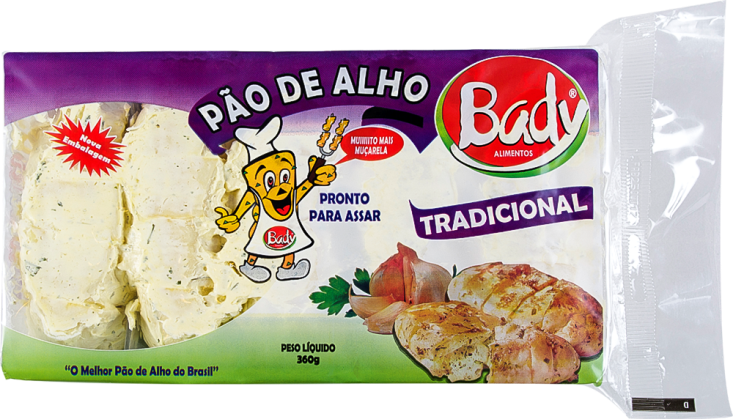 PÃO DE ALHO
Bady®
ALIMENTOS
Nova
Embalagem
MUIIIIITO MAIS
MUÇARELA
PRONTO
PARA ASSAR
TRADICIONAL
Bady
PESO LÍQUIDO
360g
"O Melhor Pão de Alho do Brasil"
D